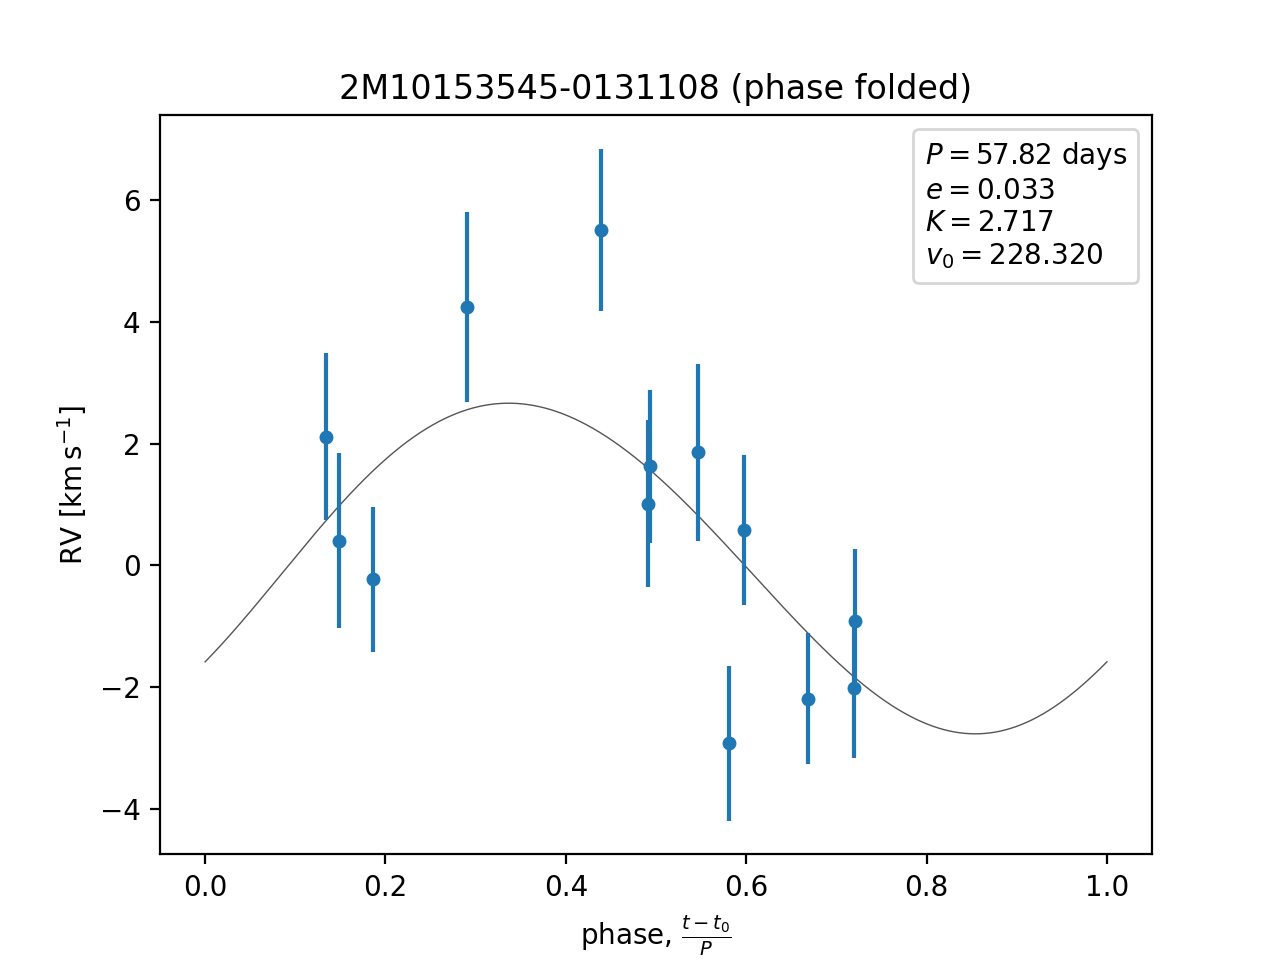 2M10153545-0131108 (phase folded)
P = 57.82 days
e = 0.033
K = 2.717
v₀ = 228.320
RV [km s⁻¹]
6
4
2
0
−2
−4
0.0 0.2 0.4 0.6 0.8 1.0
phase, (t − t₀)/P